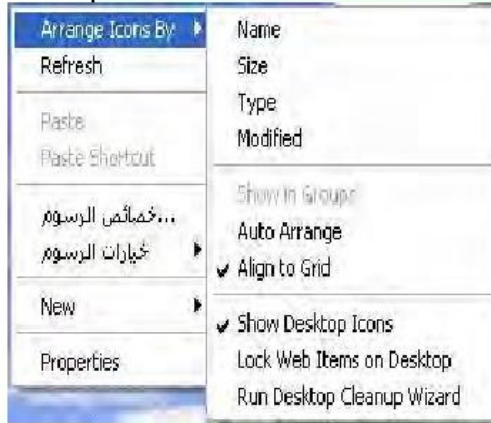 Arrange Icons By
Refresh
Paste
Paste Shortcut
خصائص الرسوم...
خيارات الرسوم
New
Properties
Name
Size
Type
Modified
Show in Groups
Auto Arrange
Align to Grid
Show Desktop Icons
Lock Web Items on Desktop
Run Desktop Cleanup Wizard